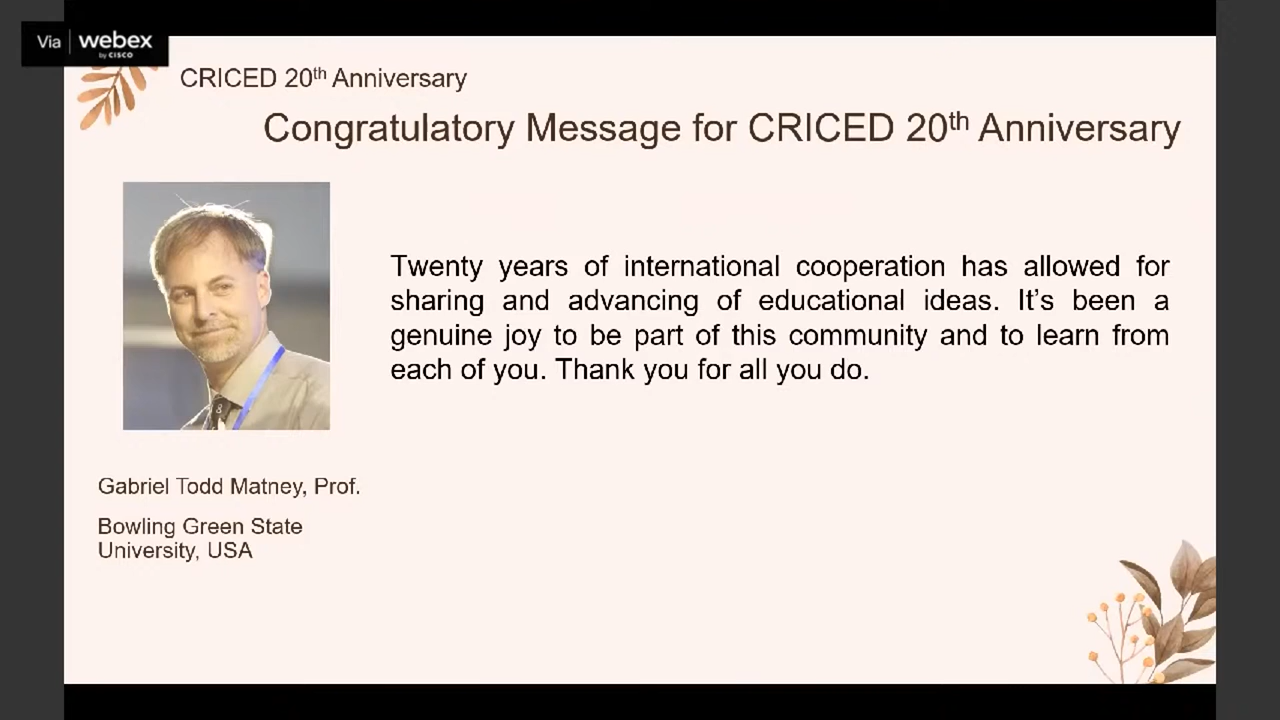 Via webex
by CISCO
CRICED 20th Anniversary
Congratulatory Message for CRICED 20th Anniversary
Twenty years of international cooperation has allowed for
sharing and advancing of educational ideas. It’s been a
genuine joy to be part of this community and to learn from
each of you. Thank you for all you do.
Gabriel Todd Matney, Prof.
Bowling Green State
University, USA